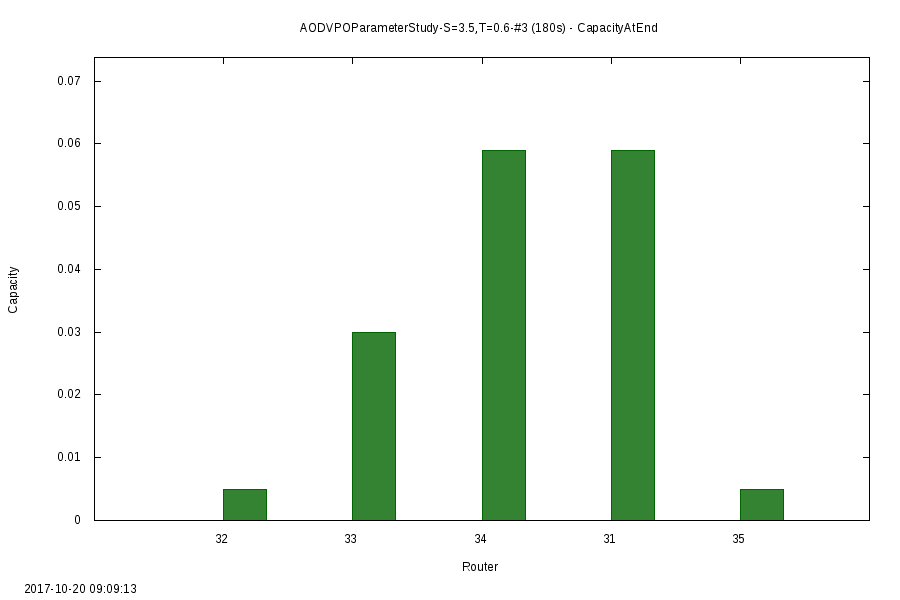 AODVPOParameterStudy-S=3.5,T=0.6-#3 (180s) - CapacityAtEnd
0.07
0.06
0.05
0.04
0.03
0.02
0.01
0
Capacity
32 33 34 31 35
Router
2017-10-20 09:09:13